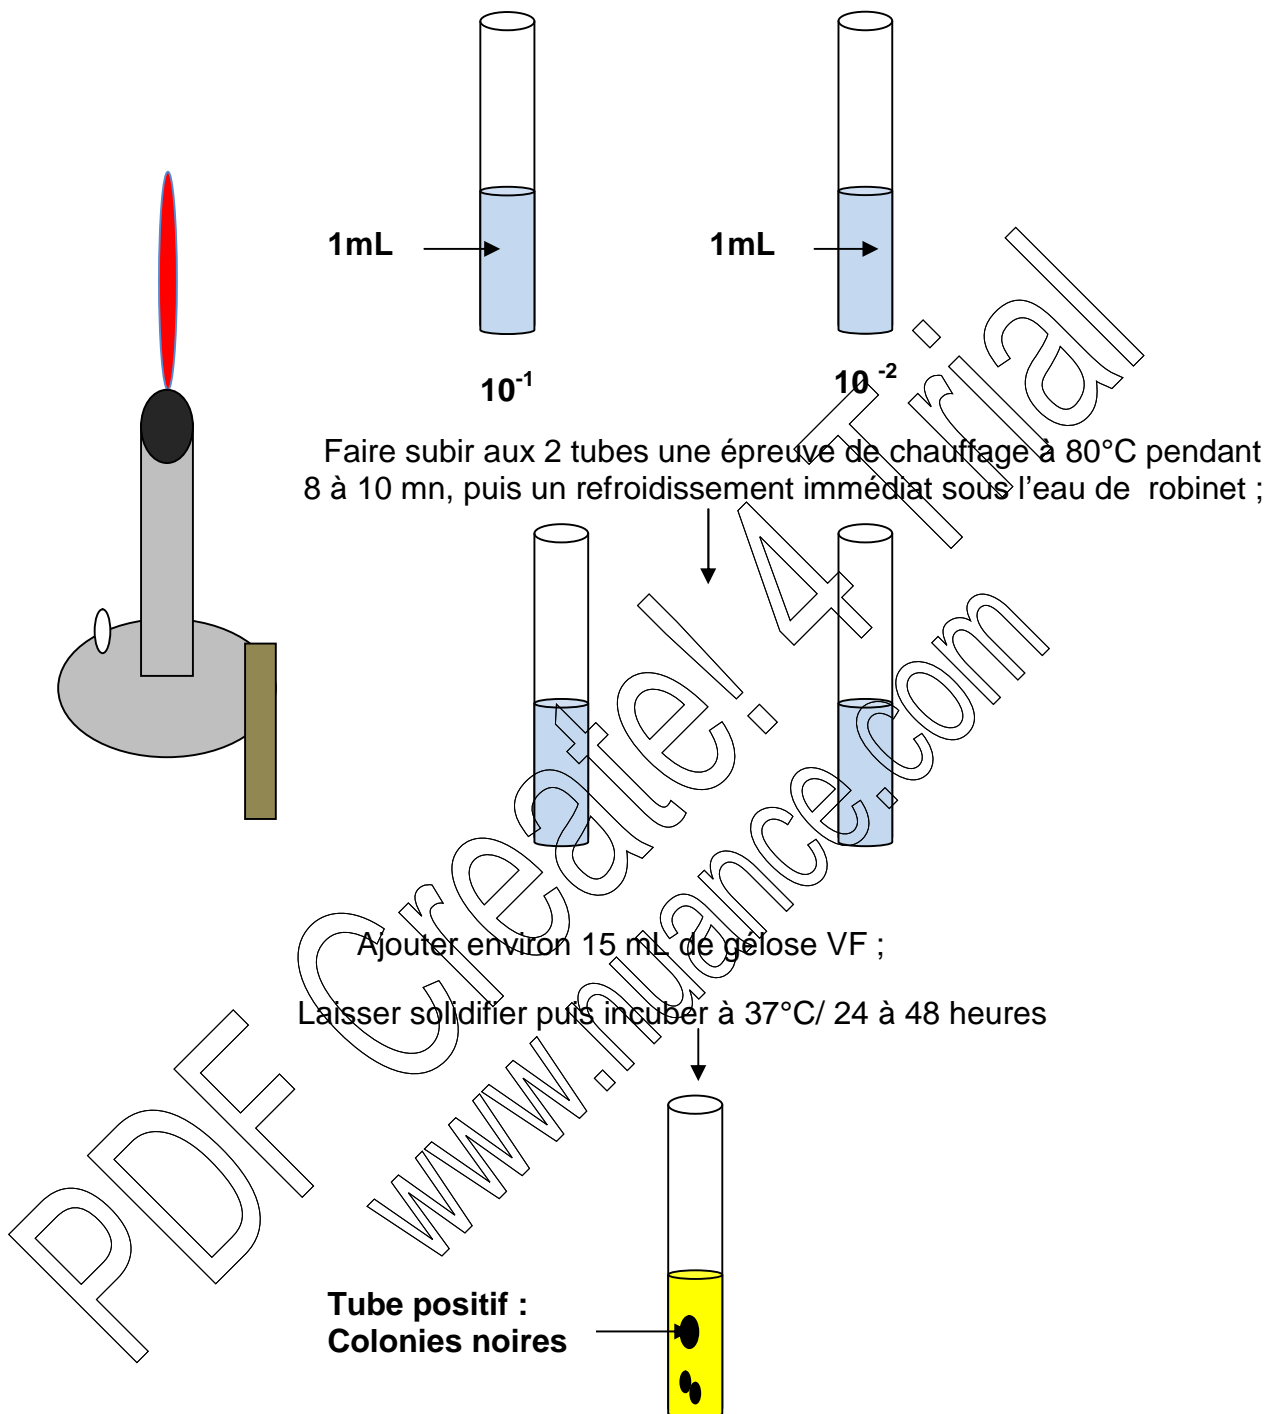 1mL 1mL
10-1 10 -2
Faire subir aux 2 tubes une épreuve de chauffage à 80°C pendant
8 à 10 mn, puis un refroidissement immédiat sous l'eau de robinet ;
Ajouter environ 15 mL de gélose VF ;
Laisser solidifier puis incuber à 37°C/ 24 à 48 heures
Tube positif :
Colonies noires
PDF Create! 4 Trial
www.nuance.com